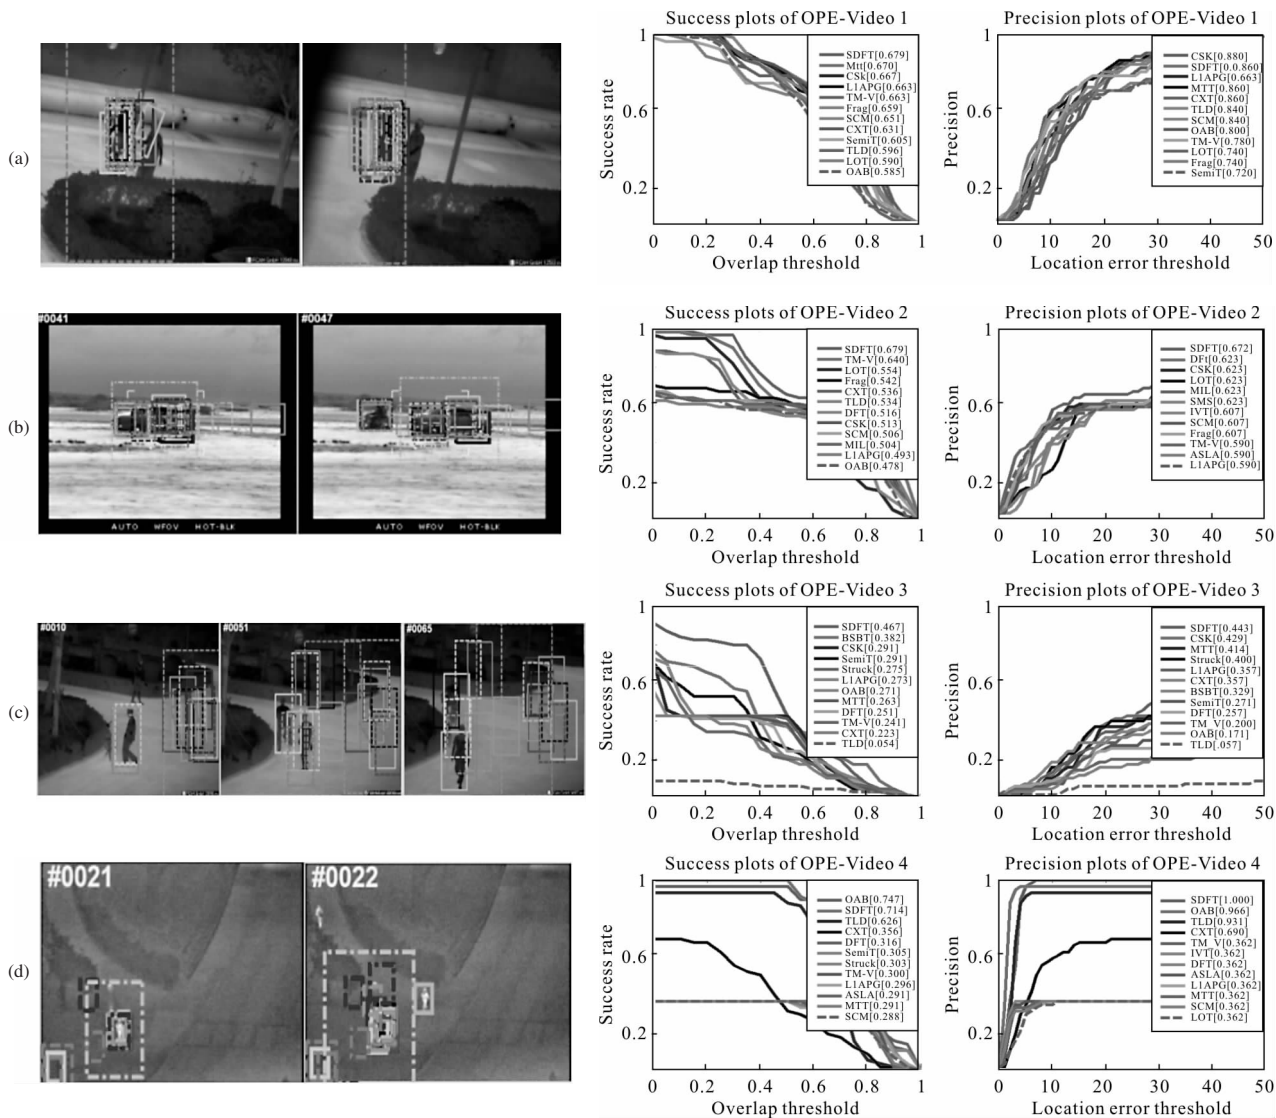 (a)
Success plots of OPE-Video 1
Success rate
1
0.6
0.2
SDFT[0.679]
Mtt[0.670]
CSk[0.667]
L1APG[0.663]
TM-V[0.663]
Frag[0.659]
SCM[0.651]
CXT[0.631]
SemiT[0.605]
TLD[0.596]
LOT[0.590]
OAB[0.585]
0 0.2 0.4 0.6 0.8 1
Overlap threshold
Precision plots of OPE-Video 1
Precision
1
0.6
0.2
CSK[0.880]
SDFT[0.0.860]
L1APG[0.663]
MTT[0.860]
CXT[0.860]
TLD[0.840]
SCM[0.840]
OAB[0.800]
TM-V[0.780]
LOT[0.740]
Frag[0.740]
SemiT[0.720]
0 10 20 30 40 50
Location error threshold
(b)
#0041
AUTO WFOV HOT-BLK
#0047
AUTO WFOV HOT-BLK
Success plots of OPE-Video 2
Success rate
1
0.6
0.2
SDFT[0.679]
TM-V[0.640]
LOT[0.554]
Frag[0.542]
CXT[0.536]
TLD[0.534]
DFT[0.516]
CSK[0.513]
SCM[0.506]
MIL[0.504]
L1APG[0.493]
OAB[0.478]
0 0.2 0.4 0.6 0.8 1
Overlap threshold
Precision plots of OPE-Video 2
Precision
1
0.6
0.2
SDFT[0.672]
DFt[0.623]
CSK[0.623]
LOT[0.623]
MIL[0.623]
SMS[0.623]
IVT[0.607]
SCM[0.607]
Frag[0.607]
TM-V[0.590]
ASLA[0.590]
L1APG[0.590]
0 10 20 30 40 50
Location error threshold
(c)
#0010
#0051
#0065
Success plots of OPE-Video 3
Success rate
1
0.6
0.2
SDFT[0.467]
BSBT[0.382]
CSK[0.291]
SemiT[0.291]
Struck[0.275]
L1APG[0.273]
OAB[0.271]
MTT[0.263]
DFT[0.251]
TM-V[0.241]
CXT[0.223]
TLD[0.054]
0 0.2 0.4 0.6 0.8 1
Overlap threshold
Precision plots of OPE-Video 3
Precision
1
0.6
0.2
SDFT[0.443]
CSK[0.429]
MTT[0.414]
Struck[0.400]
L1APG[0.357]
CXT[0.357]
BSBT[0.329]
SemiT[0.271]
DFT[0.257]
TM_V[0.200]
OAB[0.171]
TLD[.057]
0 10 20 30 40 50
Location error threshold
(d)
#0021
#0022
Success plots of OPE-Video 4
Success rate
1
0.6
0.2
OAB[0.747]
SDFT[0.714]
TLD[0.626]
CXT[0.356]
DFT[0.316]
SemiT[0.305]
Struck[0.303]
TM-V[0.300]
L1APG[0.296]
ASLA[0.291]
MTT[0.291]
SCM[0.288]
0 0.2 0.4 0.6 0.8 1
Overlap threshold
Precision plots of OPE-Video 4
Precision
1
0.6
0.2
SDFT[1.000]
OAB[0.966]
TLD[0.931]
CXT[0.690]
TM_V[0.362]
IVT[0.362]
DFT[0.362]
ASLA[0.362]
L1APG[0.362]
MTT[0.362]
SCM[0.362]
LOT[0.362]
0 10 20 30 40 50
Location error threshold